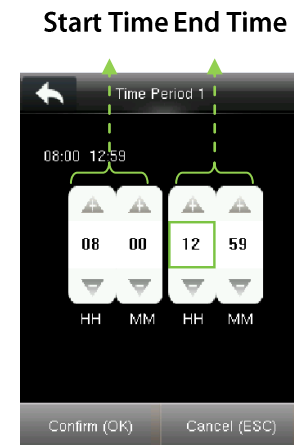 Start Time End Time
Time Period 1
08:00 12:59
08 00 12 59
HH MM HH MM
Confirm (OK) Cancel (ESC)